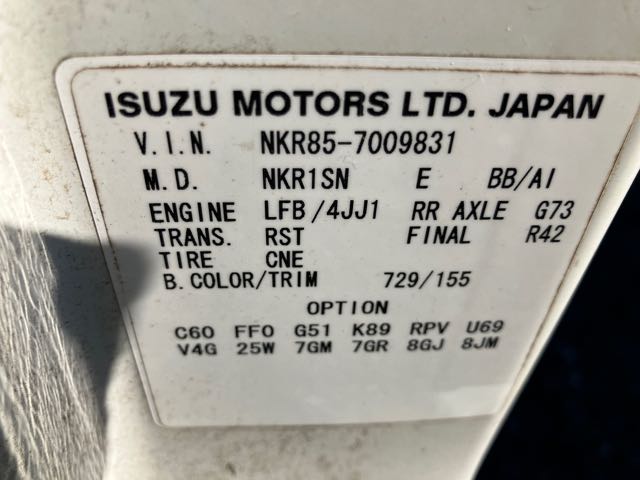 ISUZU MOTORS LTD. JAPAN
V.I.N. NKR85-7009831
M.D. NKR1SN E BB/AI
ENGINE LFB/4JJ1 RR AXLE G73
TRANS. RST FINAL R42
TIRE CNE
B.COLOR/TRIM 729/155
OPTION
C60 FF0 G51 K89 RPV U69
V4G 25W 7GM 7GR 8GJ 8JM